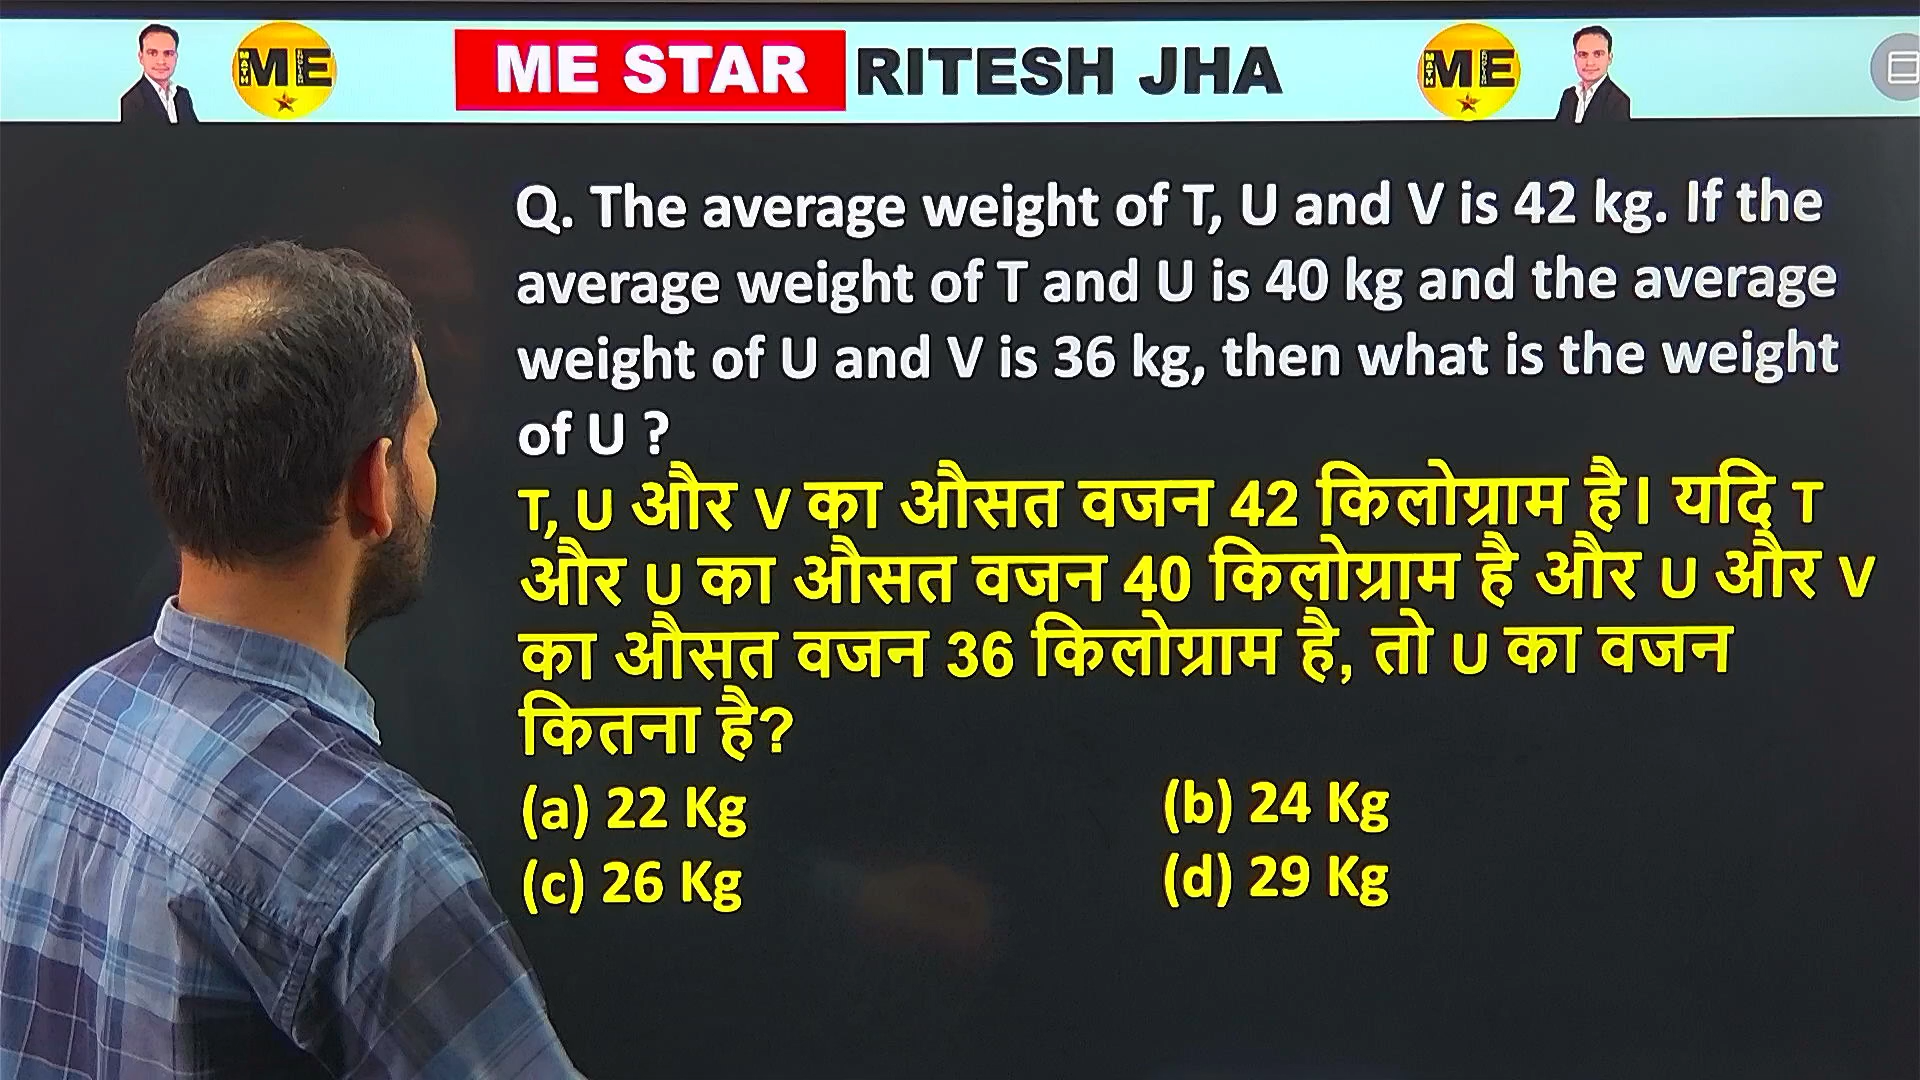 ME STAR RITESH JHA
MATH ME
ME
Q. The average weight of T, U and V is 42 kg. If the
average weight of T and U is 40 kg and the average
weight of U and V is 36 kg, then what is the weight
of U ?
T, U और V का औसत वजन 42 किलोग्राम है। यदि T
और U का औसत वजन 40 किलोग्राम है और U और V
का औसत वजन 36 किलोग्राम है, तो U का वजन
कितना है?
(a) 22 Kg (b) 24 Kg
(c) 26 Kg (d) 29 Kg